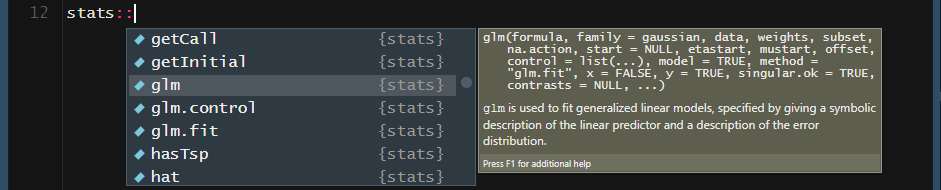 12 stats::
getCall {stats}
getInitial {stats}
glm {stats}
glm.control {stats}
glm.fit {stats}
hasTsp {stats}
hat {stats}
glm(formula, family = gaussian, data, weights, subset,
na.action, start = NULL, etastart, mustart, offset,
control = list(...), model = TRUE, method =
"glm.fit", x = FALSE, y = TRUE, singular.ok = TRUE,
contrasts = NULL, ...)
glm is used to fit generalized linear models, specified by giving a symbolic
description of the linear predictor and a description of the error
distribution.
Press F1 for additional help